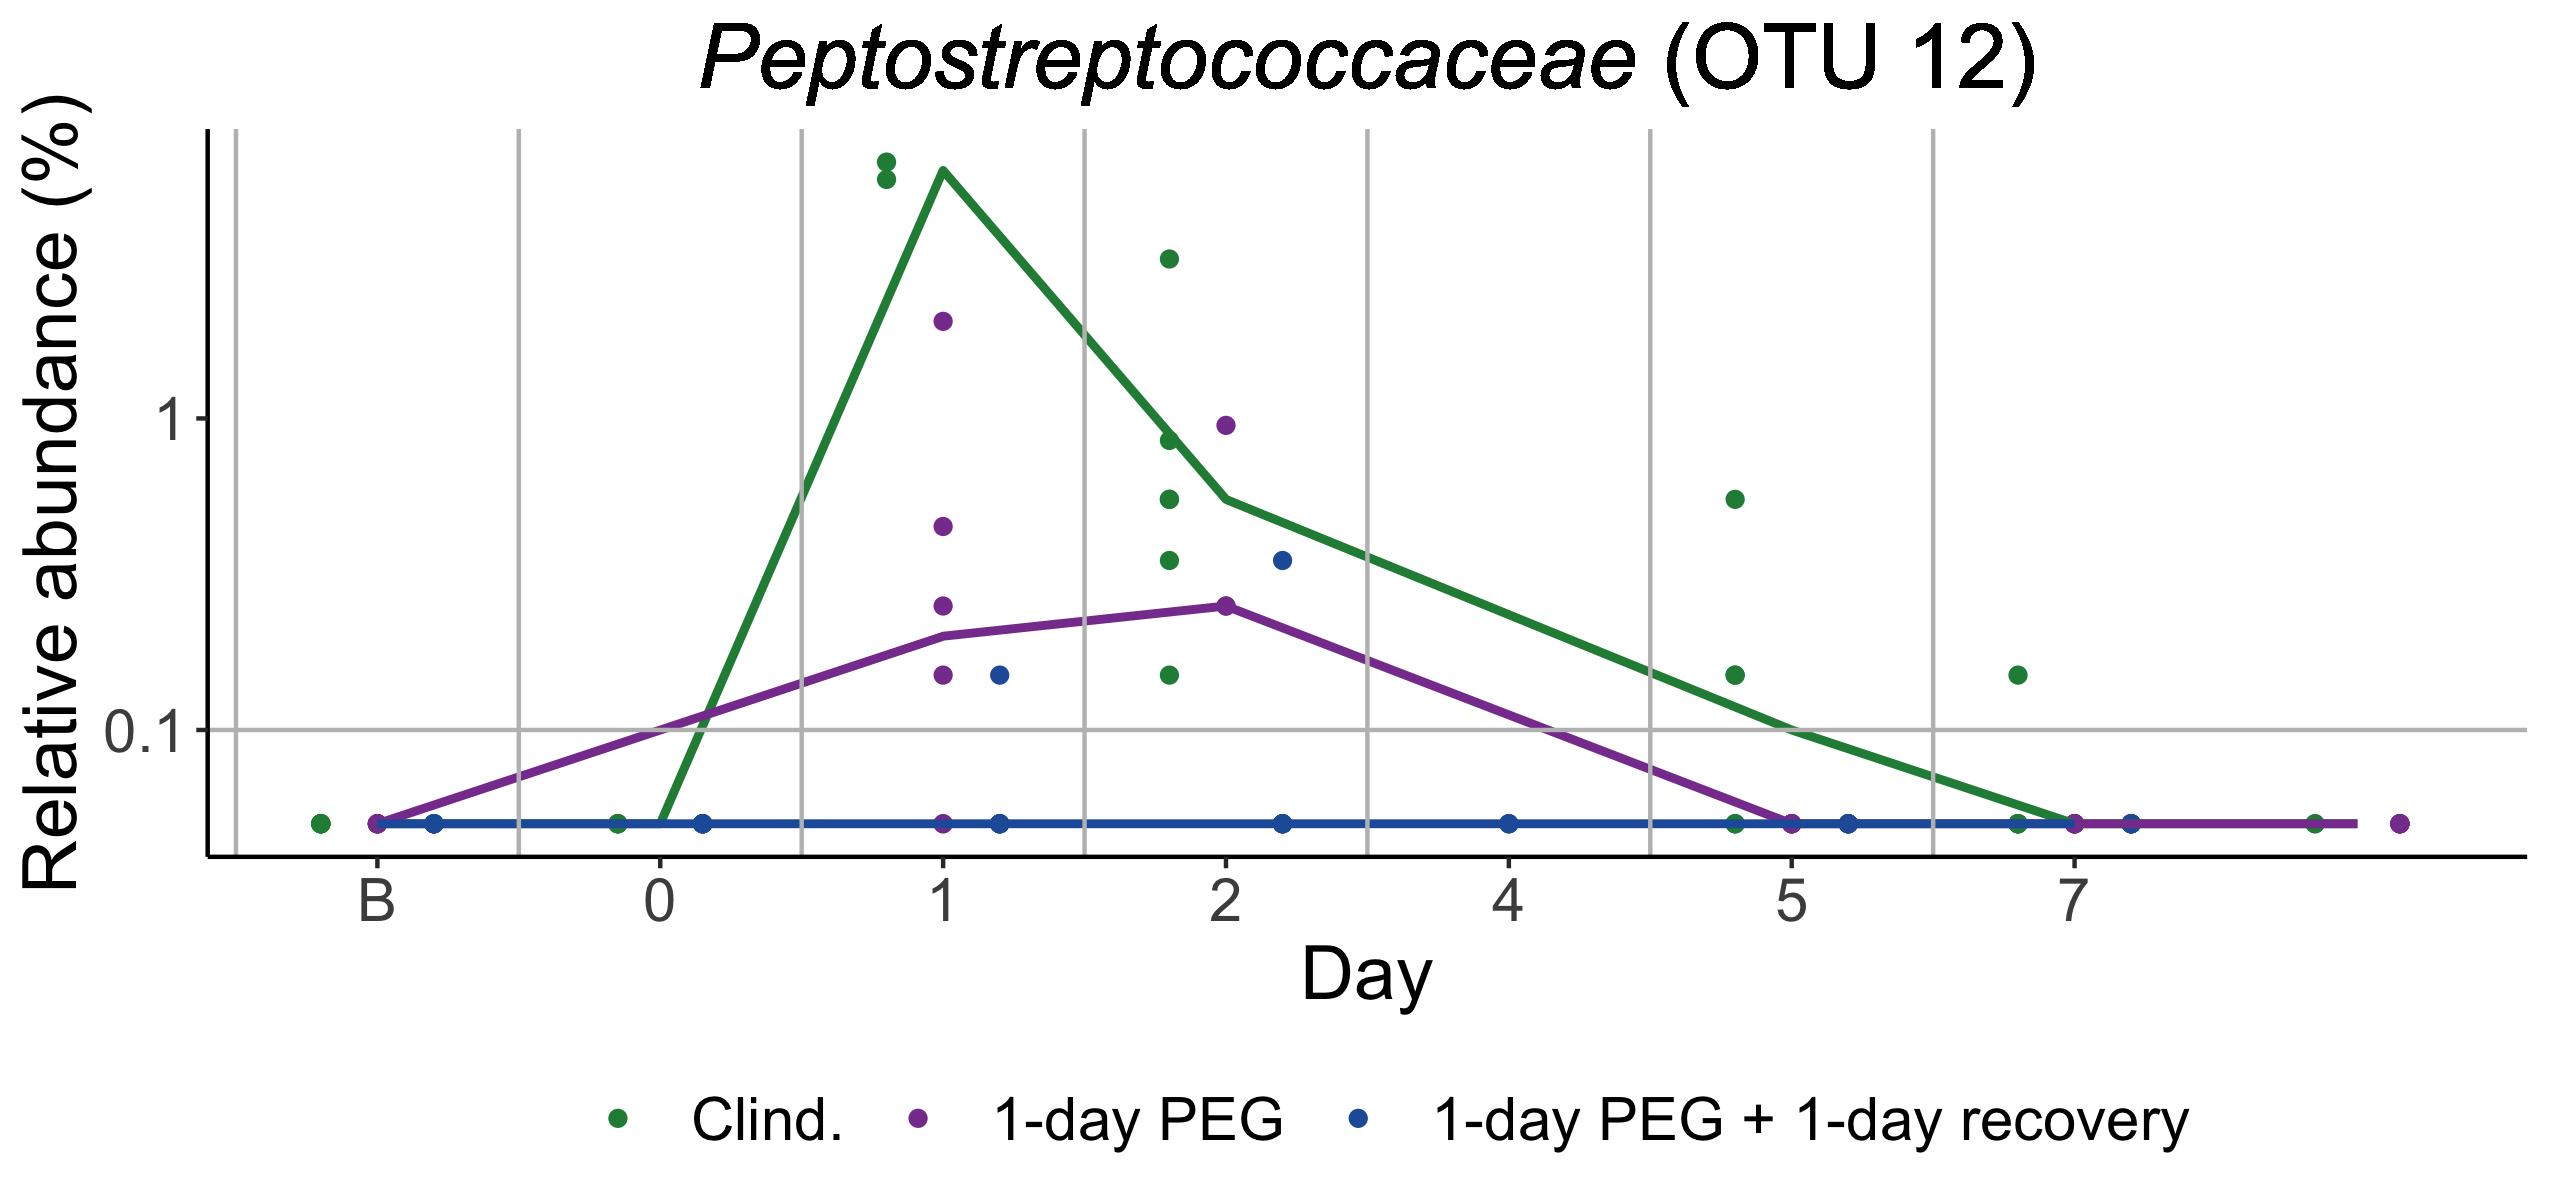 Peptostreptococcaceae (OTU 12)
Relative abundance (%)
1
0.1
B 0 1 2 4 5 7
Day
Clind. 1-day PEG 1-day PEG + 1-day recovery